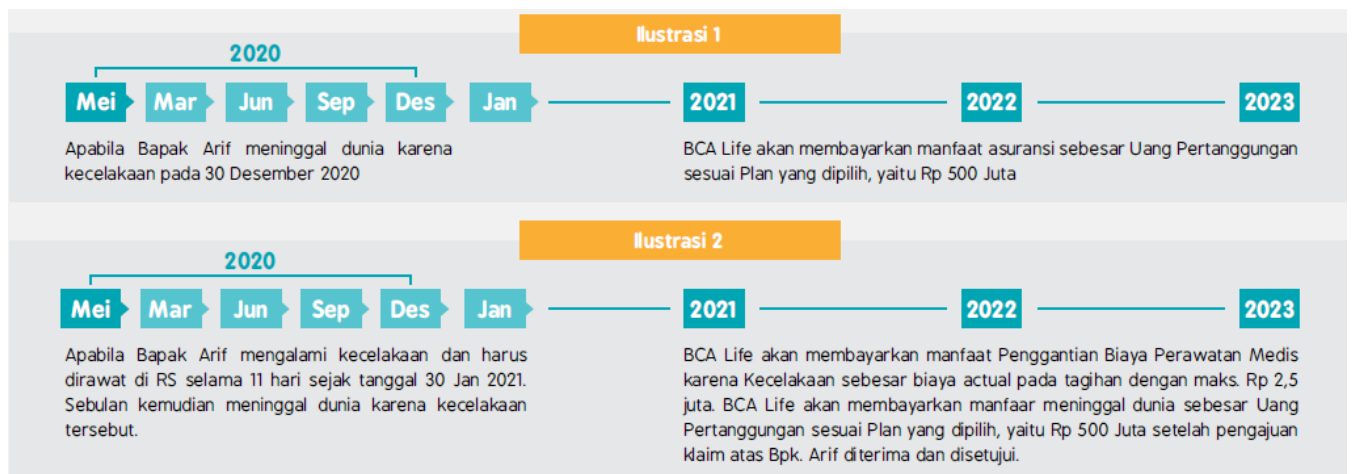 Ilustrasi 1
2020
Mei Mar Jun Sep Des Jan 2021 2022 2023
Apabila Bapak Arif meninggal dunia karena
kecelakaan pada 30 Desember 2020
BCA Life akan membayarkan manfaat asuransi sebesar Uang Pertanggungan
sesuai Plan yang dipilih, yaitu Rp 500 Juta
Ilustrasi 2
2020
Mei Mar Jun Sep Des Jan 2021 2022 2023
Apabila Bapak Arif mengalami kecelakaan dan harus
dirawat di RS selama 11 hari sejak tanggal 30 Jan 2021.
Sebulan kemudian meninggal dunia karena kecelakaan
tersebut.
BCA Life akan membayarkan manfaat Penggantian Biaya Perawatan Medis
karena Kecelakaan sebesar biaya actual pada tagihan dengan maks. Rp 2,5
juta. BCA Life akan membayarkan manfaar meninggal dunia sebesar Uang
Pertanggungan sesuai Plan yang dipilih, yaitu Rp 500 Juta setelah pengajuan
klaim atas Bpk. Arif diterima dan disetujui.